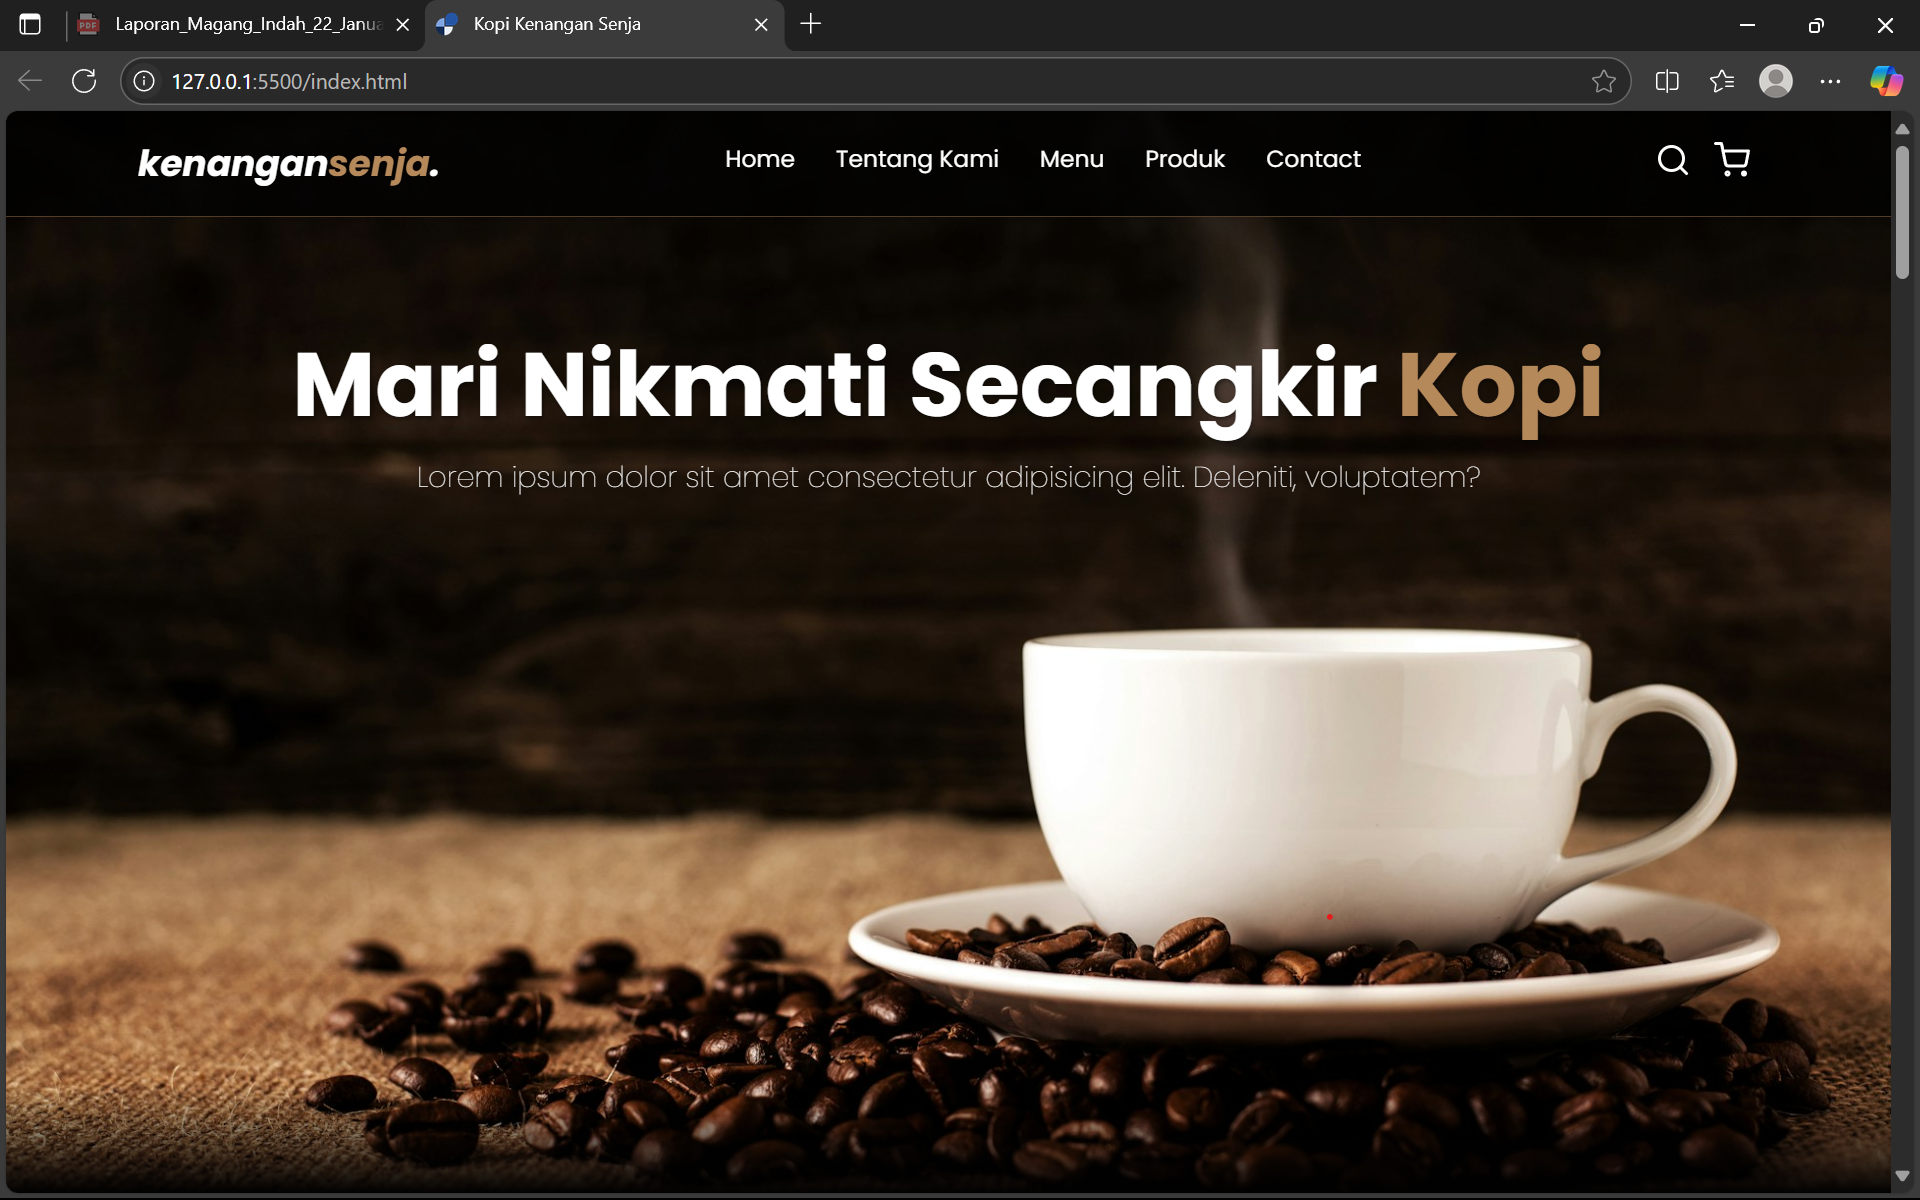 Laporan_Magang_Indah_22_Janua
Kopi Kenangan Senja
127.0.0.1:5500/index.html
kenangansenja.
Home Tentang Kami Menu Produk Contact
Mari Nikmati Secangkir Kopi
Lorem ipsum dolor sit amet consectetur adipisicing elit. Deleniti, voluptatem?